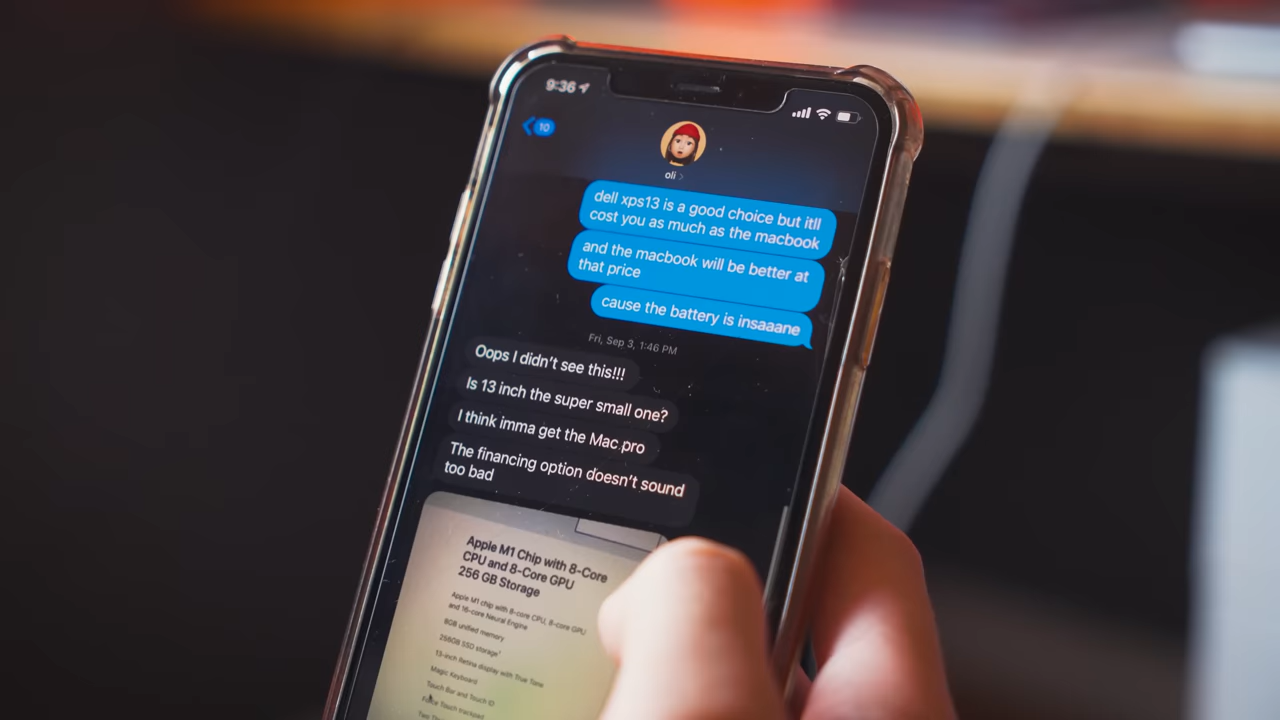 9:36
10
oli
dell xps13 is a good choice but itll
cost you as much as the macbook
and the macbook will be better at
that price
cause the battery is insaaane
Fri, Sep 3, 1:46 PM
Oops I didn't see this!!!
Is 13 inch the super small one?
I think imma get the Mac pro
The financing option doesn't sound
too bad
Apple M1 Chip with 8-Core
CPU and 8-Core GPU
256 GB Storage
Apple M1 chip with 8-core CPU, 8-core GPU
and 16-core Neural Engine
8GB unified memory
256GB SSD storage¹
13-inch Retina display with True Tone
Magic Keyboard
Touch Bar and Touch ID
Force Touch trackpad